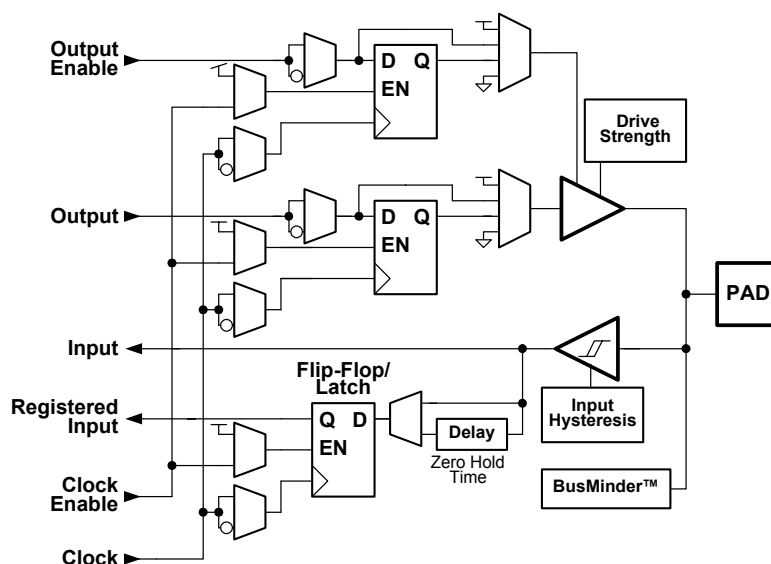 Output
Enable
D Q
EN
Drive
Strength
Output
D Q
EN
PAD
Input
Flip-Flop/
Latch
Registered
Input
Q D
EN
Delay
Zero Hold
Time
Input
Hysteresis
Clock
Enable
BusMinder™
Clock